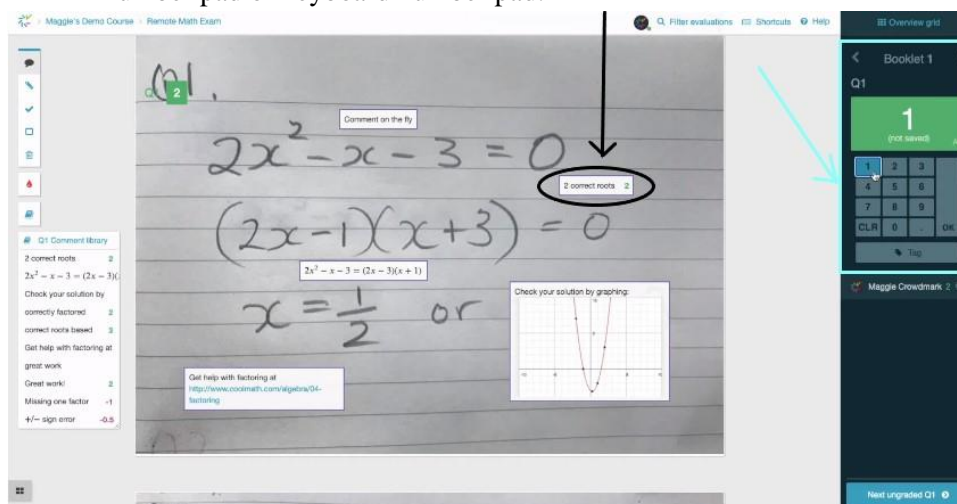 Maggie's Demo Course Remote Math Exam
Filter evaluations Shortcuts Help
Overview grid
Booklet 1
Q1
1
(not saved)
1 2 3
4 5 6
7 8 9
CLR 0 . OK
Tag
Maggie Crowdmark 2
Next ungraded Q1
Q1.
Q 2
Comment on the fly
2x² - x - 3 = 0
2 correct roots 2
(2x-1)(x+3) = 0
2x² − x − 3 = (2x − 3)(x + 1)
x = 1/2 or
Check your solution by graphing:
Get help with factoring at
http://www.coolmath.com/algebra/04-
factoring
Q1 Comment library
2 correct roots 2
2x² − x − 3 = (2x − 3)(
Check your solution by
correctly factored 2
correct roots based 3
Get help with factoring at
great work
Great work! 2
Missing one factor -1
+/− sign error -0.5